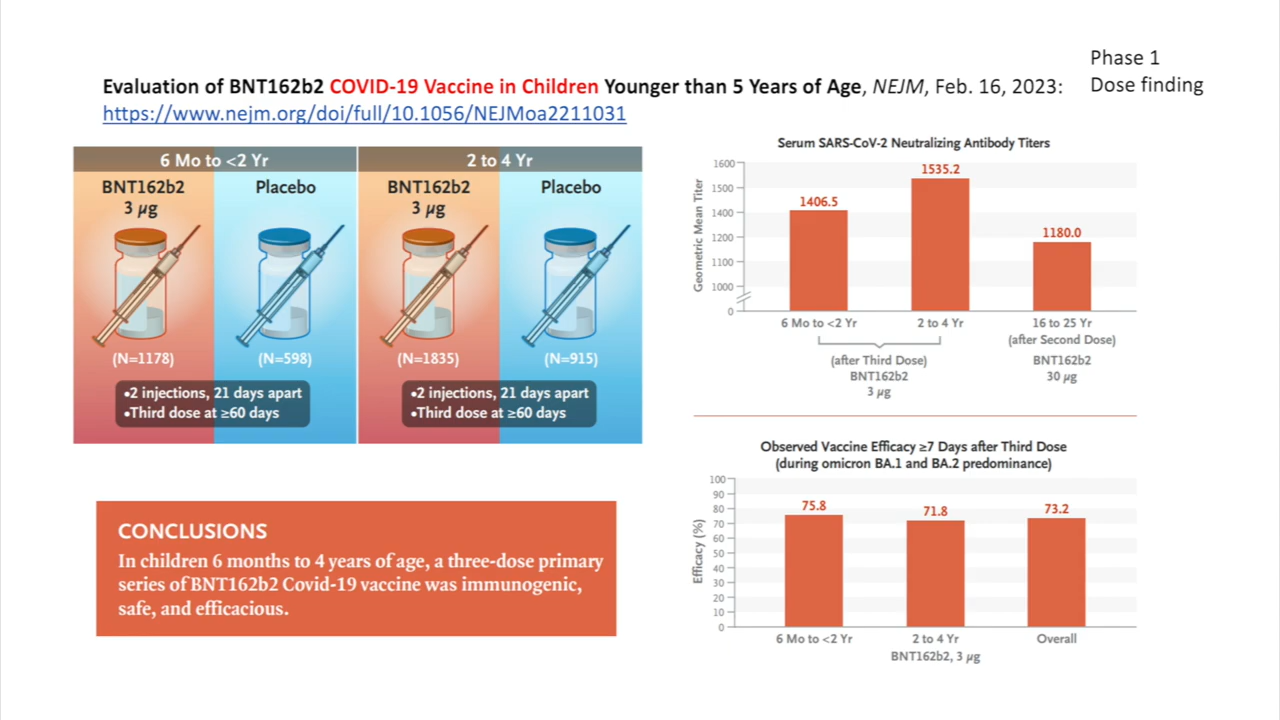 Phase 1
Dose finding
Evaluation of BNT162b2 COVID-19 Vaccine in Children Younger than 5 Years of Age, NEJM, Feb. 16, 2023:
https://www.nejm.org/doi/full/10.1056/NEJMoa2211031
6 Mo to <2 Yr
2 to 4 Yr
BNT162b2
3 µg
Placebo
BNT162b2
3 µg
Placebo
(N=1178)
(N=598)
(N=1835)
(N=915)
•2 injections, 21 days apart
•Third dose at ≥60 days
•2 injections, 21 days apart
•Third dose at ≥60 days
CONCLUSIONS
In children 6 months to 4 years of age, a three-dose primary
series of BNT162b2 Covid-19 vaccine was immunogenic,
safe, and efficacious.
Serum SARS-CoV-2 Neutralizing Antibody Titers
Geometric Mean Titer
1600
1500
1400
1200
1100
1000
0
1406.5
1535.2
1180.0
6 Mo to <2 Yr
2 to 4 Yr
16 to 25 Yr
(after Second Dose)
(after Third Dose)
BNT162b2
3 µg
BNT162b2
30 µg
Observed Vaccine Efficacy ≥7 Days after Third Dose
(during omicron BA.1 and BA.2 predominance)
Efficacy (%)
100
90
80
70
60
50
40
30
20
10
0
75.8
71.8
73.2
6 Mo to <2 Yr
2 to 4 Yr
Overall
BNT162b2, 3 µg